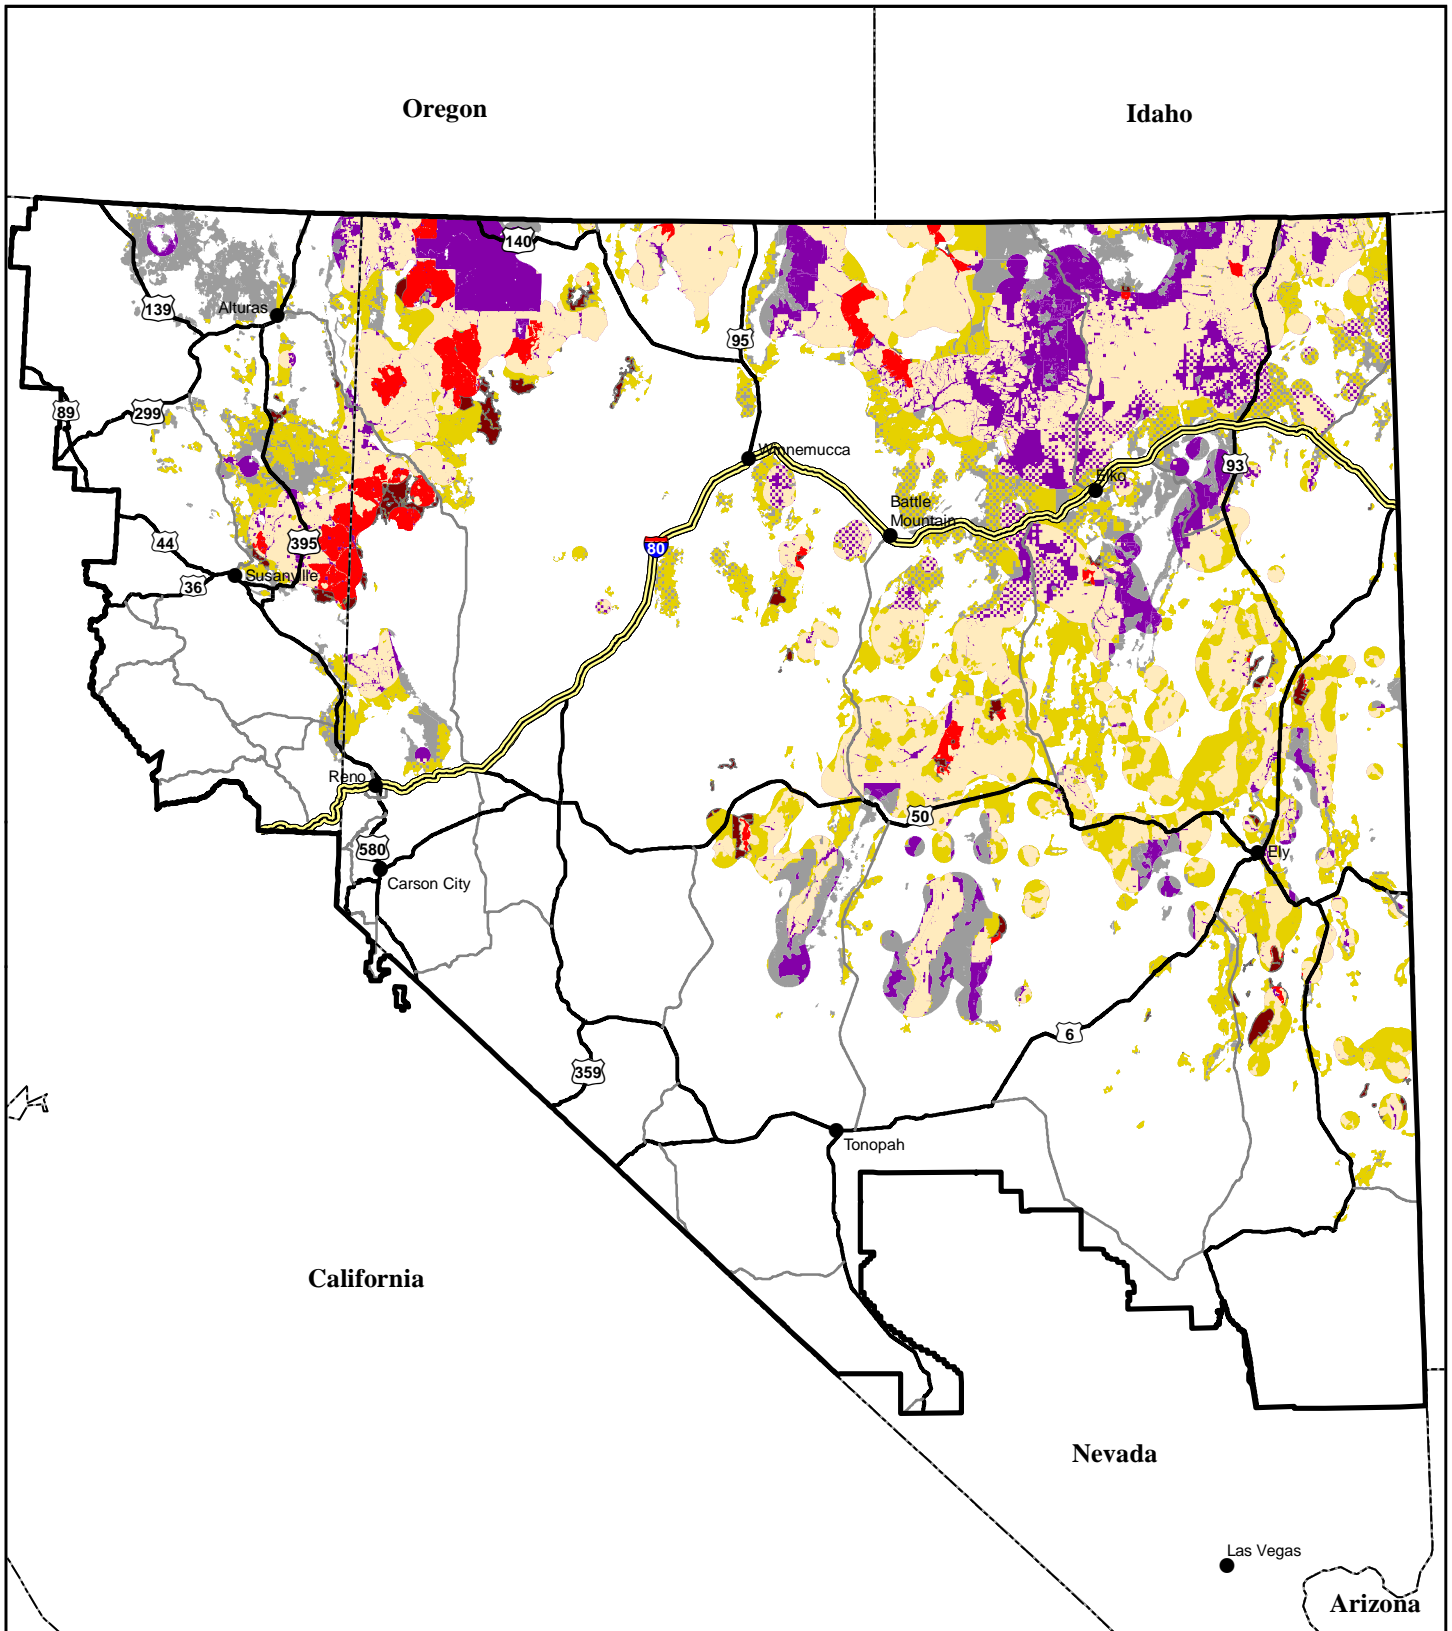 Oregon
Idaho
140
139
Alturas
95
89
299
Winnemucca
93
Elko
Battle
Mountain
44
395
80
36
Susanville
Reno
50
580
Ely
Carson City
6
359
Tonopah
California
Nevada
Las Vegas
Arizona